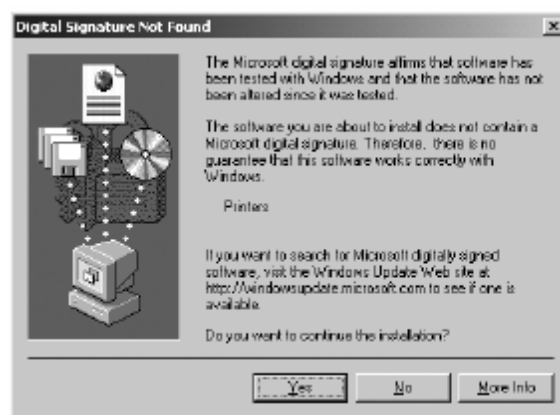 Digital Signature Not Found
The Microsoft digital signature affirms that software has
been tested with Windows and that the software has not
been altered since it was tested.
The software you are about to install does not contain a
Microsoft digital signature. Therefore, there is no
guarantee that this software works correctly with
Windows.
Printers
If you want to search for Microsoft digitally signed
software, visit the Windows Update Web site at
http://windowsupdate.microsoft.com to see if one is
available.
Do you want to continue the installation?
Yes
No
More Info